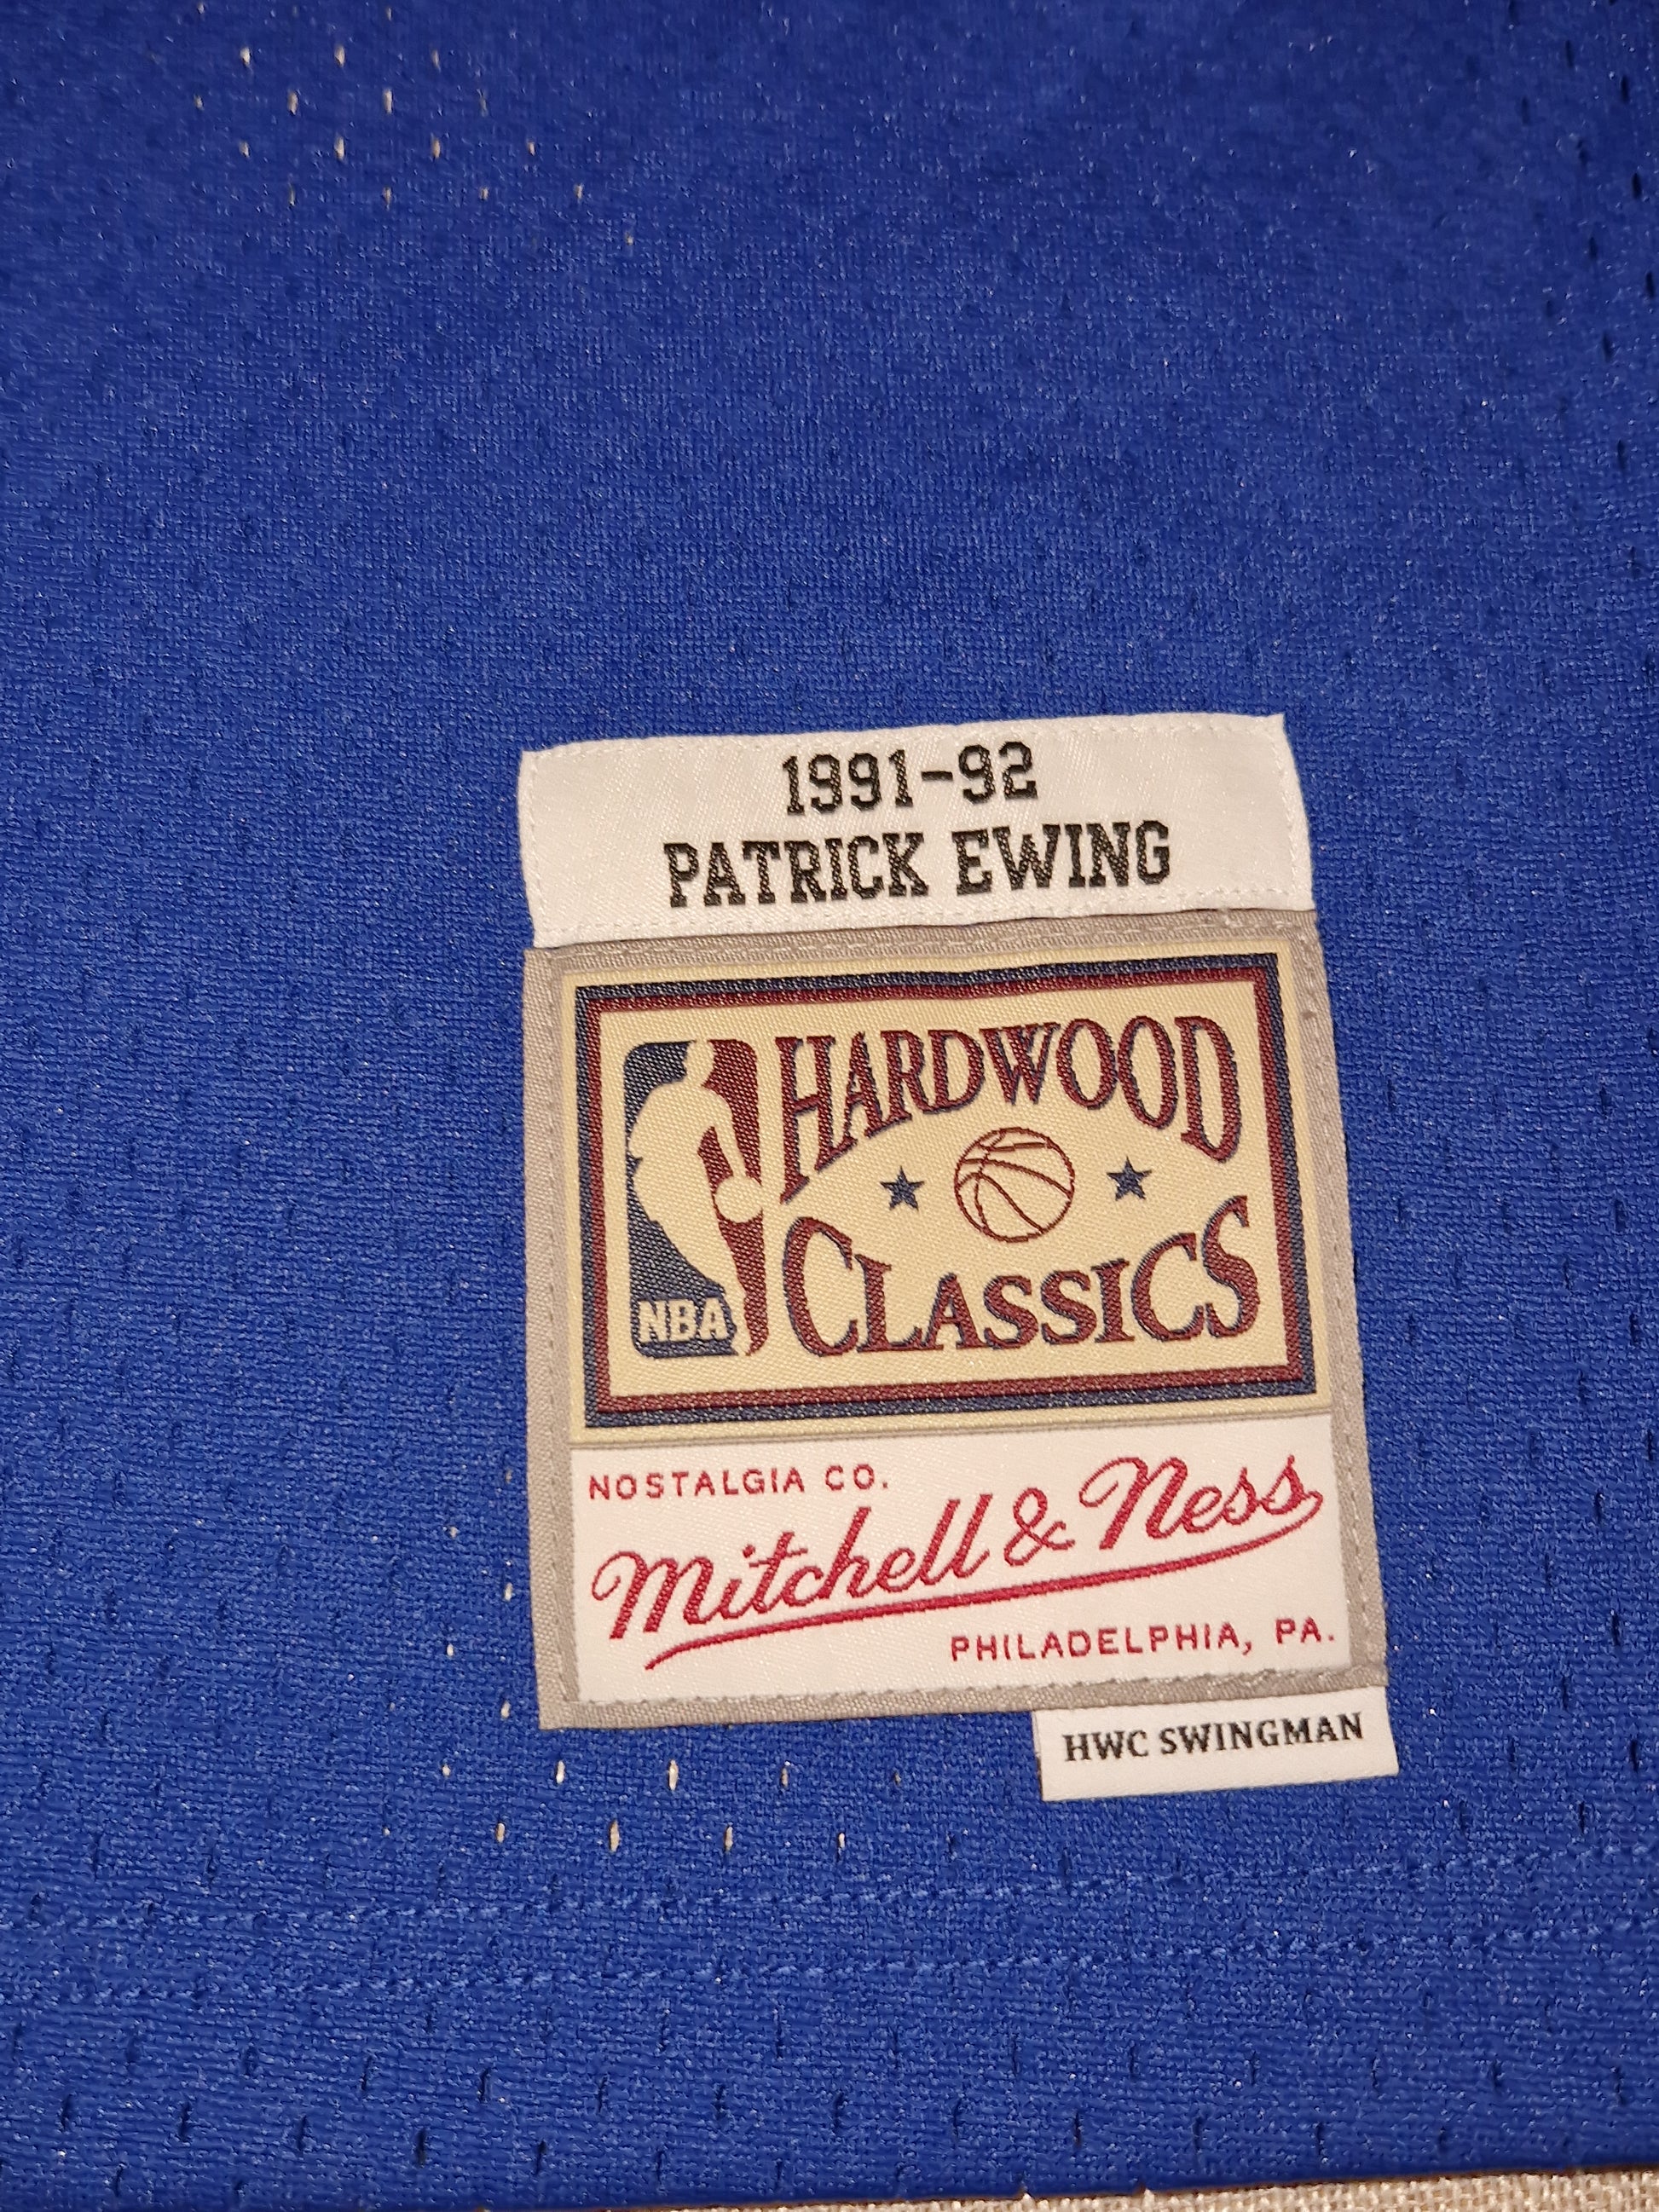 1991-92
PATRICK EWING
HARDWOOD
CLASSICS
NBA
NOSTALGIA CO.
Mitchell & Ness
PHILADELPHIA, PA.
HWC SWINGMAN